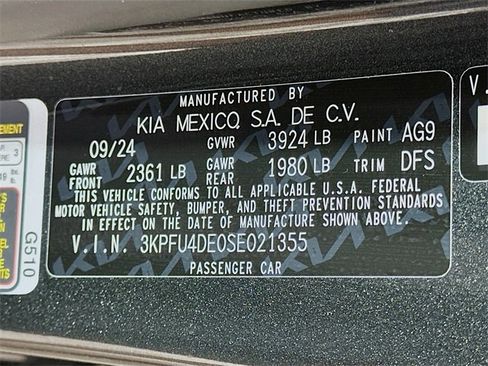 MANUFACTURED BY
KIA MEXICO, S.A. DE C.V.
09/24 GVWR 3924 LB PAINT AG9
GAWR FRONT 2361 LB GAWR REAR 1980 LB TRIM DFS
THIS VEHICLE CONFORMS TO ALL APPLICABLE U.S.A. FEDERAL
MOTOR VEHICLE SAFETY, BUMPER, AND THEFT PREVENTION STANDARDS
IN EFFECT ON THE DATE OF MANUFACTURE SHOWN ABOVE.
V.I.N. 3KPFU4DE0SE021355
PASSENGER CAR
G510
3
V.